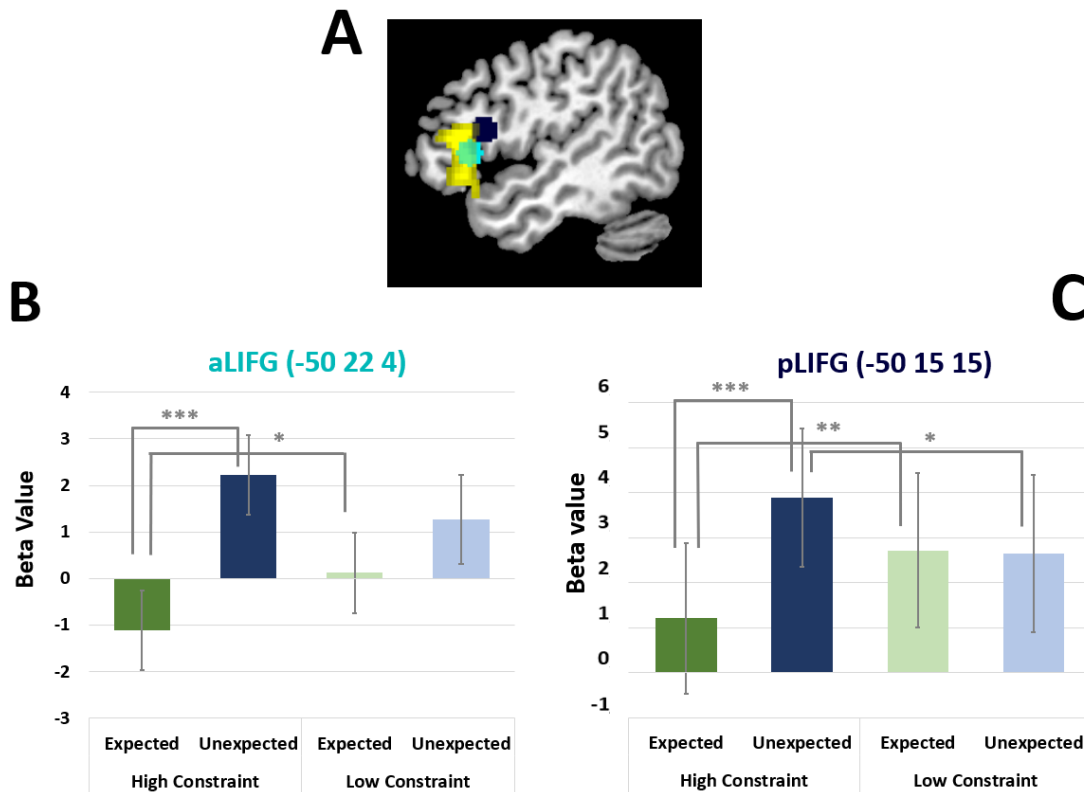 A
B
C
aLIFG (-50 22 4)
4
3
2
1
0
-1
-2
-3
Beta Value
***
*
Expected Unexpected Expected Unexpected
High Constraint Low Constraint
pLIFG (-50 15 15)
6
5
4
3
2
1
0
-1
Beta value
***
**
*
Expected Unexpected Expected Unexpected
High Constraint Low Constraint